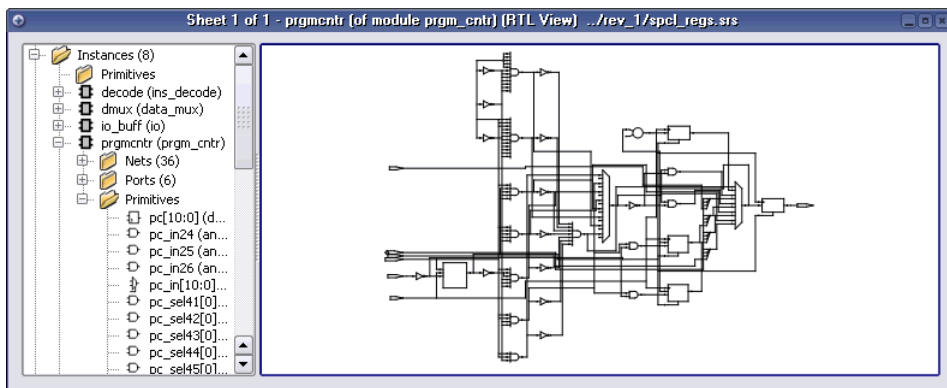 Sheet 1 of 1 - prgmcntr (of module prgm_cntr) (RTL View) ../rev_1/spcl_regs.srs
Instances (8)
Primitives
decode (ins_decode)
dmux (data_mux)
io_buff (io)
prgmcntr (prgm_cntr)
Nets (36)
Ports (6)
Primitives
pc[10:0] (d...
pc_in24 (an...
pc_in25 (an...
pc_in26 (an...
pc_in[10:0]...
pc_sel41[0]...
pc_sel42[0]...
pc_sel43[0]...
pc_sel44[0]...
pc_sel45[0]...